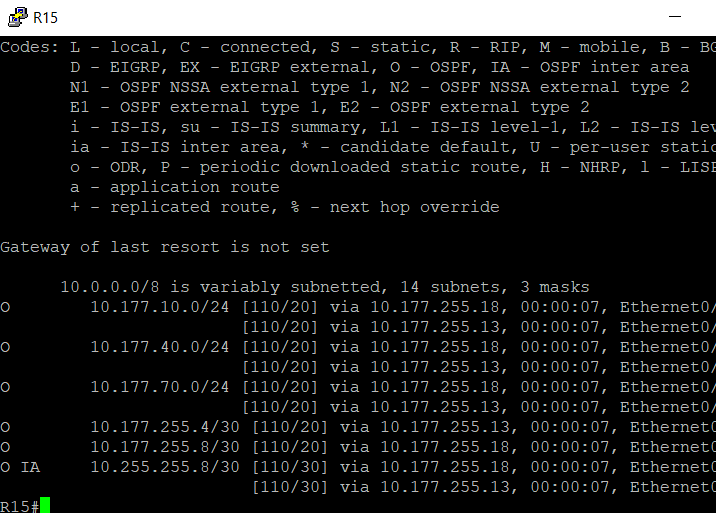 R15
Codes: L - local, C - connected, S - static, R - RIP, M - mobile, B - BG
D - EIGRP, EX - EIGRP external, O - OSPF, IA - OSPF inter area
N1 - OSPF NSSA external type 1, N2 - OSPF NSSA external type 2
E1 - OSPF external type 1, E2 - OSPF external type 2
i - IS-IS, su - IS-IS summary, L1 - IS-IS level-1, L2 - IS-IS lev
ia - IS-IS inter area, * - candidate default, U - per-user static
o - ODR, P - periodic downloaded static route, H - NHRP, l - LISP
a - application route
+ - replicated route, % - next hop override
Gateway of last resort is not set
10.0.0.0/8 is variably subnetted, 14 subnets, 3 masks
O 10.177.10.0/24 [110/20] via 10.177.255.18, 00:00:07, Ethernet0/
[110/20] via 10.177.255.13, 00:00:07, Ethernet0/
O 10.177.40.0/24 [110/20] via 10.177.255.18, 00:00:07, Ethernet0/
[110/20] via 10.177.255.13, 00:00:07, Ethernet0/
O 10.177.70.0/24 [110/20] via 10.177.255.18, 00:00:07, Ethernet0/
[110/20] via 10.177.255.13, 00:00:07, Ethernet0/
O 10.177.255.4/30 [110/20] via 10.177.255.13, 00:00:07, Ethernet0
O 10.177.255.8/30 [110/20] via 10.177.255.18, 00:00:07, Ethernet0
O IA 10.255.255.8/30 [110/30] via 10.177.255.18, 00:00:07, Ethernet0
[110/30] via 10.177.255.13, 00:00:07, Ethernet0
R15#